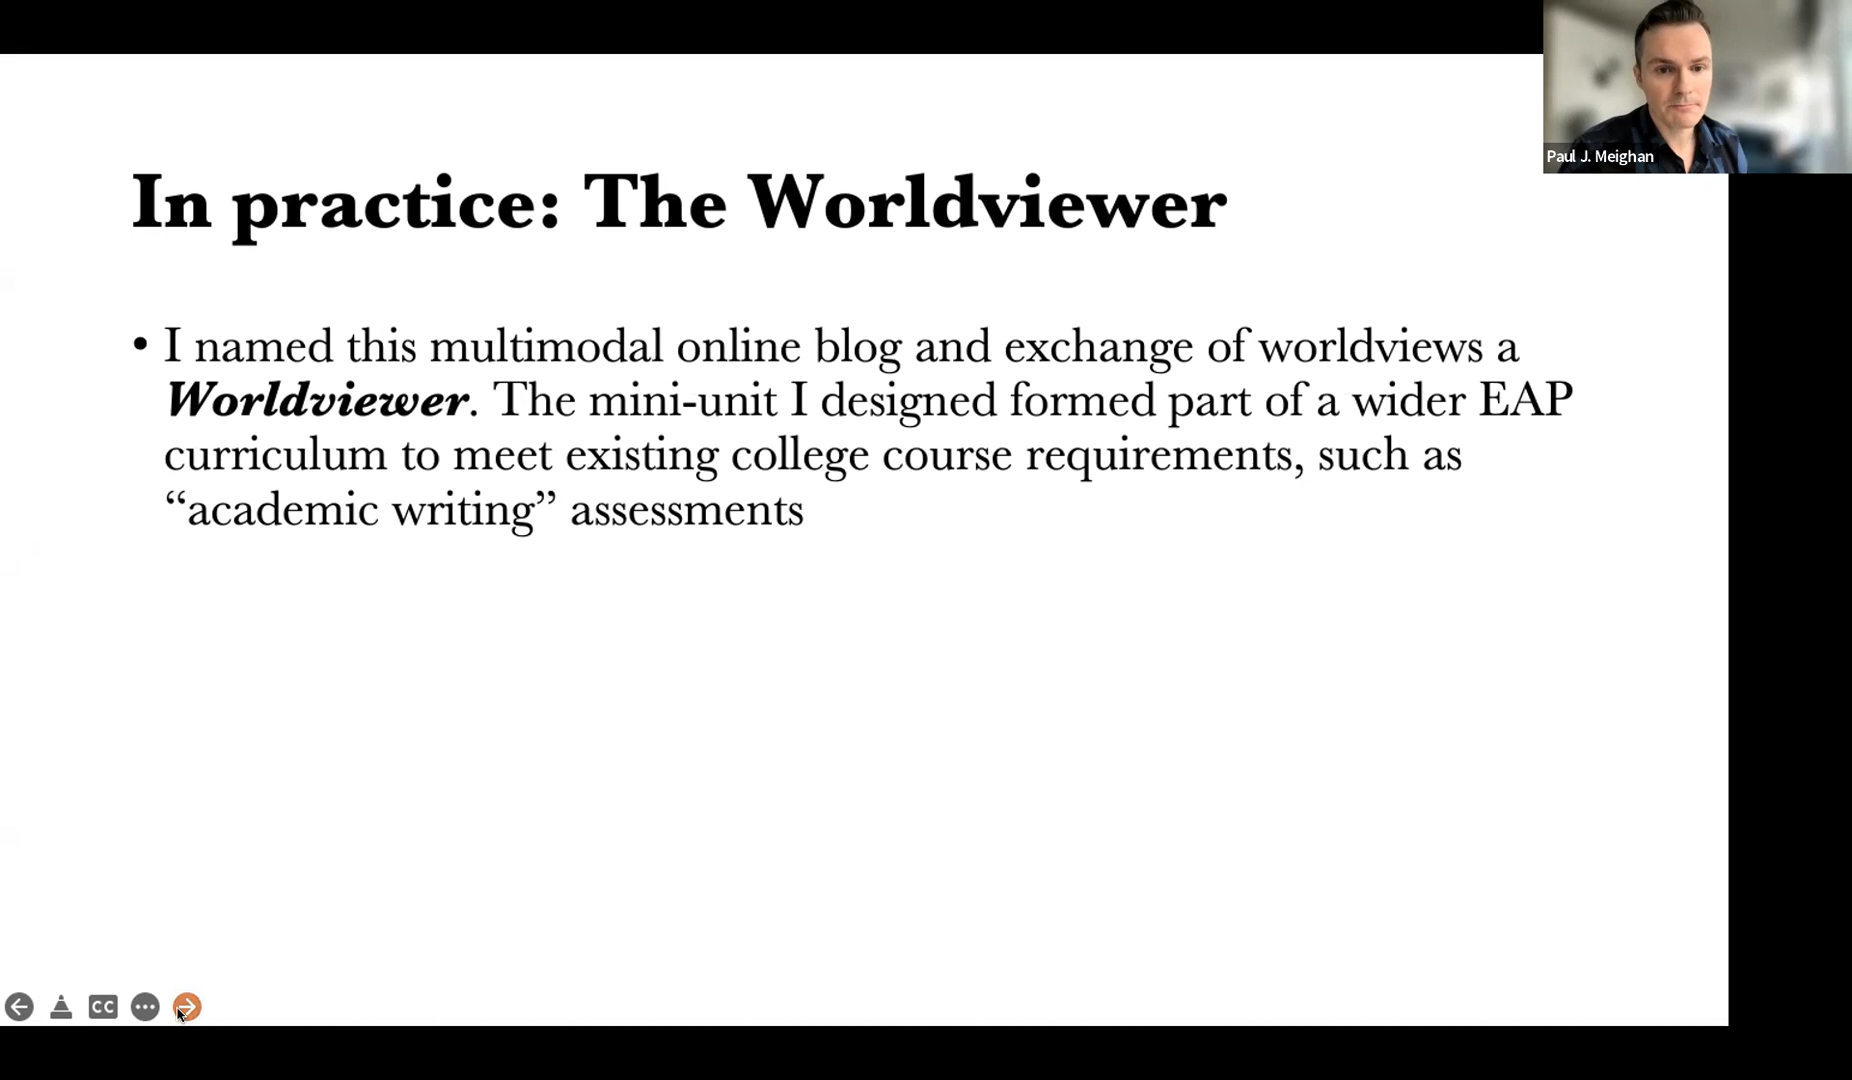 Paul J. Meighan
In practice: The Worldviewer
• I named this multimodal online blog and exchange of worldviews a
Worldviewer. The mini-unit I designed formed part of a wider EAP
curriculum to meet existing college course requirements, such as
“academic writing” assessments
CC